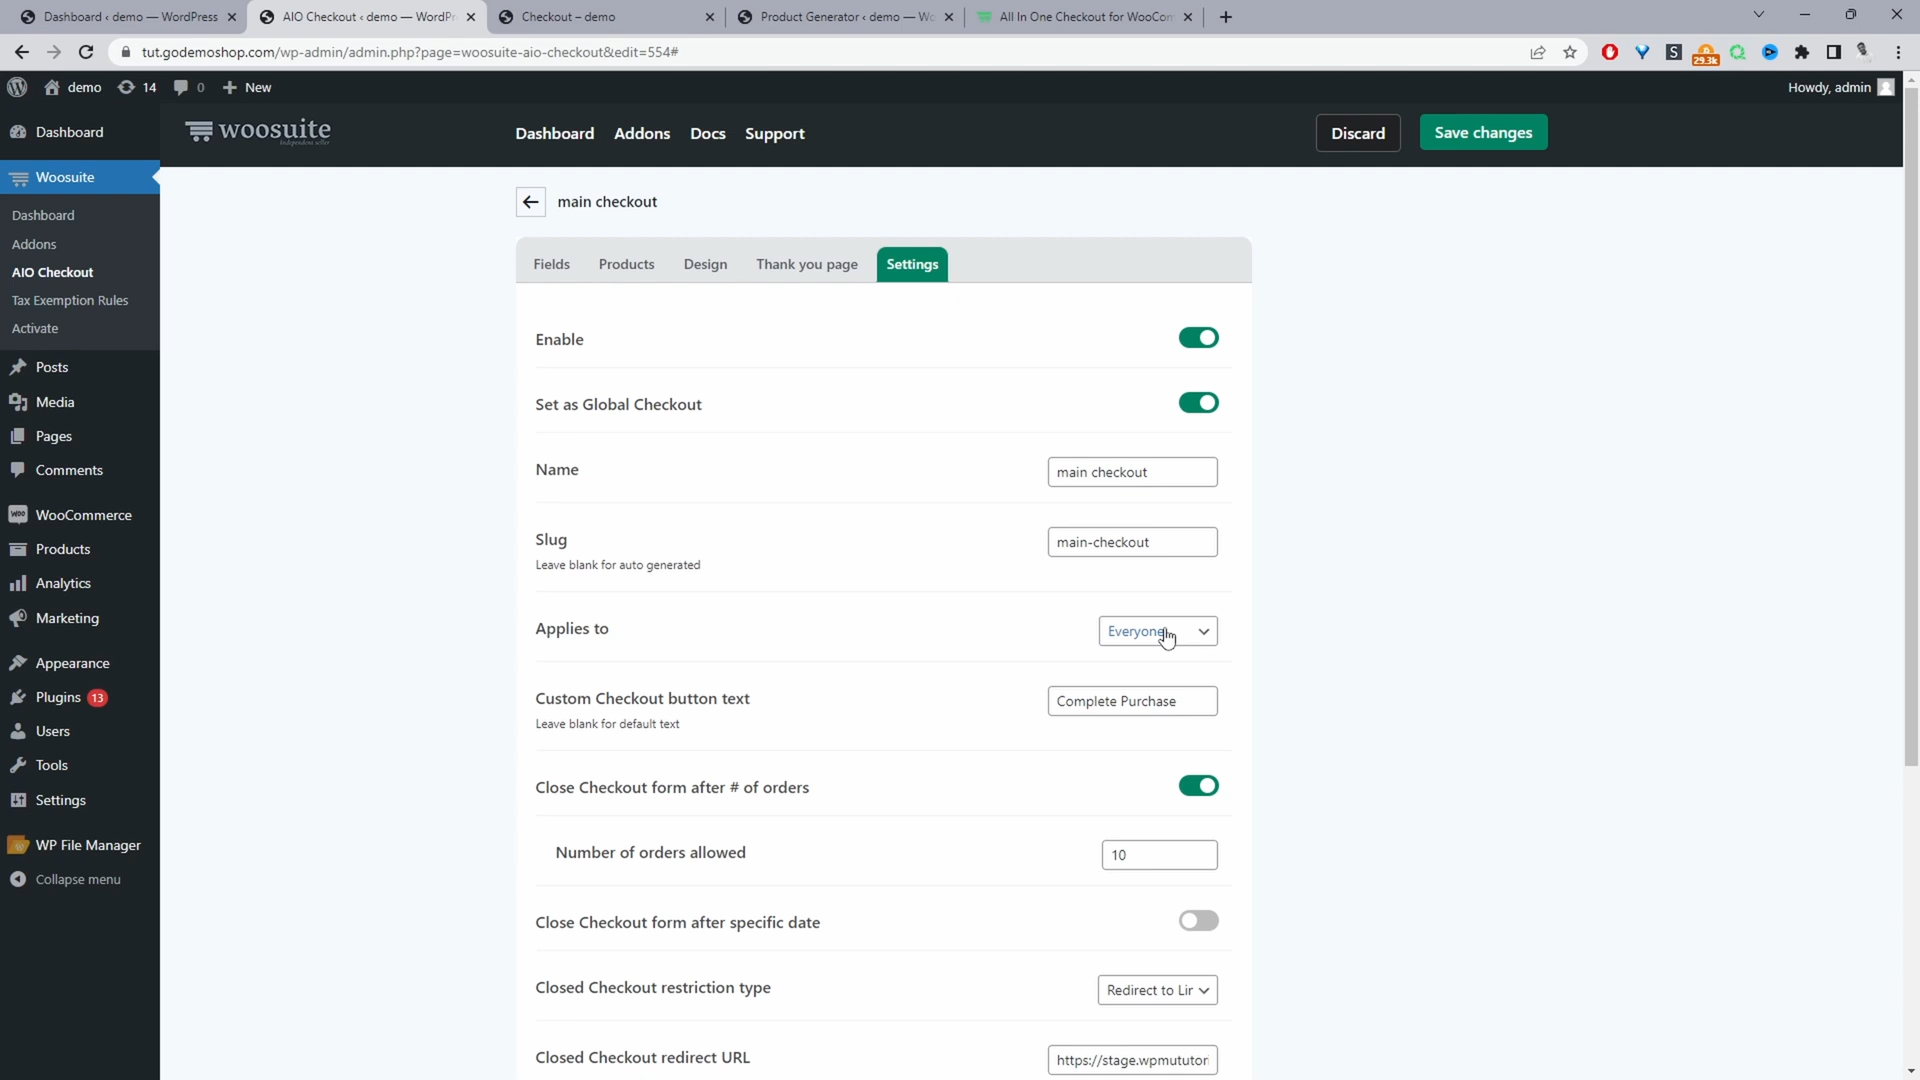 Dashboard ‹ demo — WordPress
AIO Checkout ‹ demo — WordPr
Checkout – demo
Product Generator ‹ demo — Wo
All In One Checkout for WooCom
tut.godemoshop.com/wp-admin/admin.php?page=woosuite-aio-checkout&edit=554#
S
29.3k
demo
14
0
New
Howdy, admin
Dashboard
woosuite
Independent seller
Dashboard
Addons
Docs
Support
Discard
Save changes
Woosuite
Dashboard
Addons
AIO Checkout
Tax Exemption Rules
Activate
Posts
Media
Pages
Comments
Woo
WooCommerce
Products
Analytics
Marketing
Appearance
Plugins 13
Users
Tools
Settings
WP File Manager
Collapse menu
main checkout
Fields
Products
Design
Thank you page
Settings
Enable
Set as Global Checkout
Name
main checkout
Slug
main-checkout
Leave blank for auto generated
Applies to
Everyone
Custom Checkout button text
Complete Purchase
Leave blank for default text
Close Checkout form after # of orders
Number of orders allowed
10
Close Checkout form after specific date
Closed Checkout restriction type
Redirect to Lir
Closed Checkout redirect URL
https://stage.wpmututori